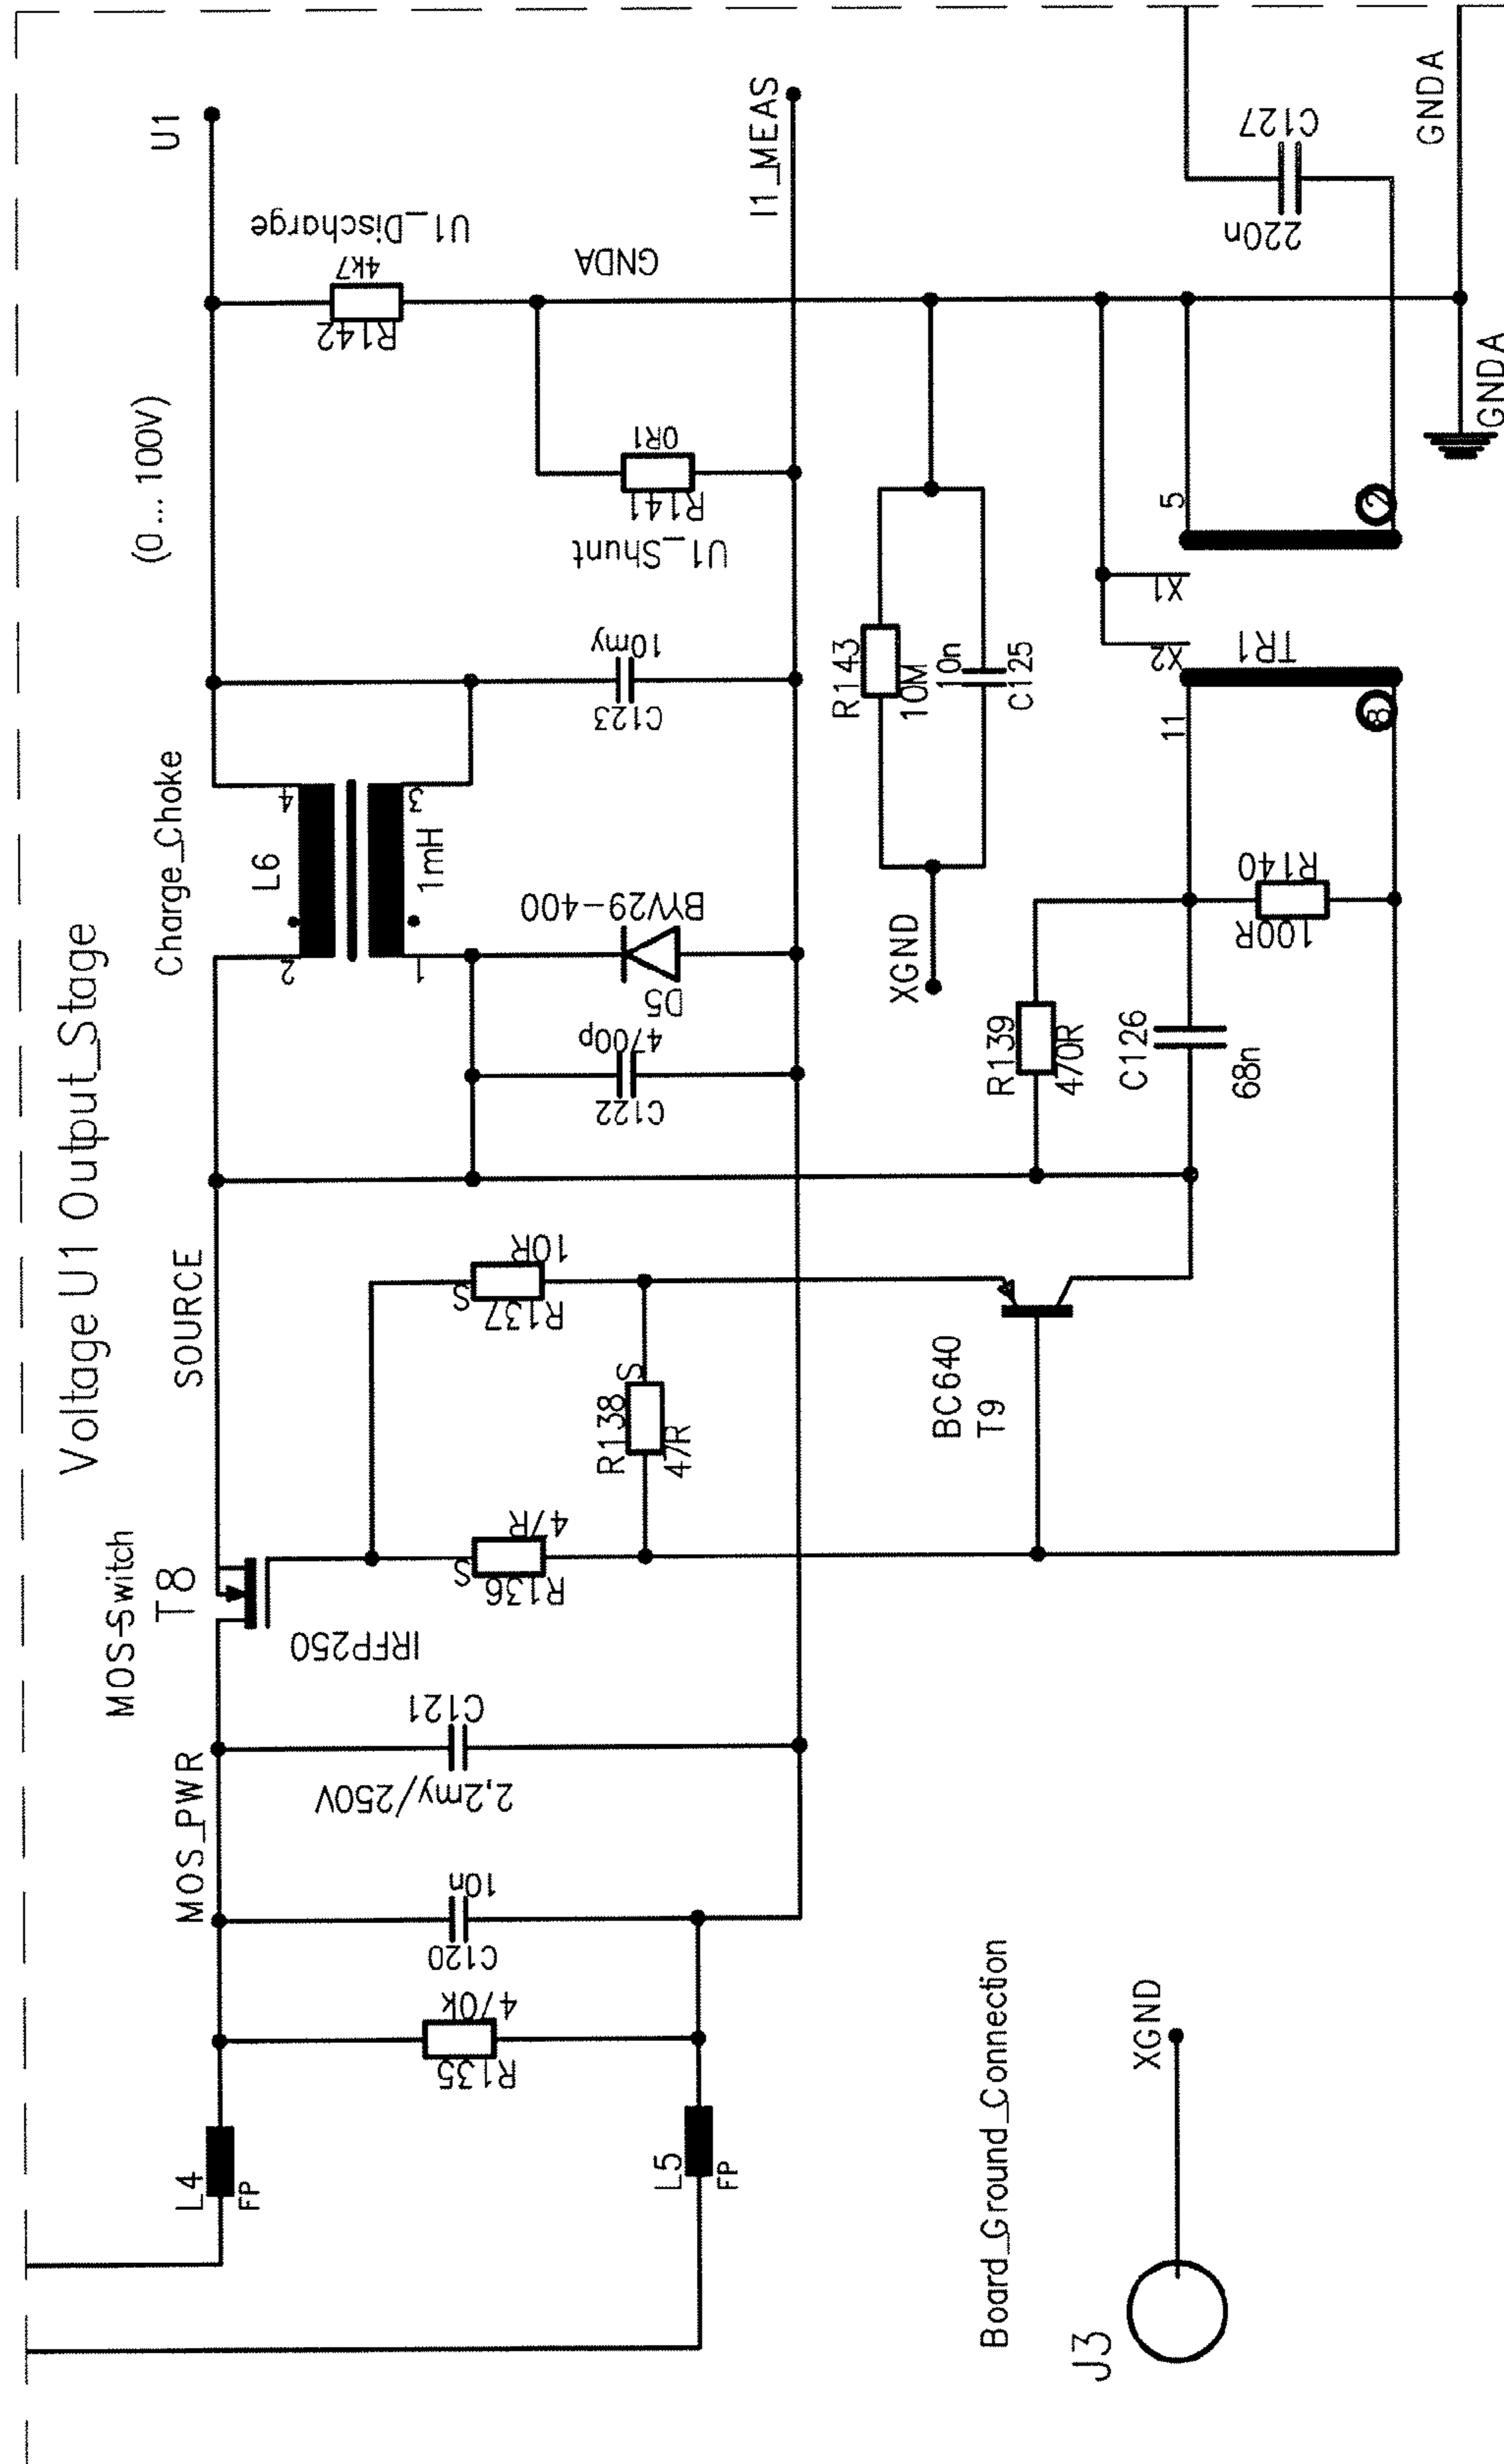 Voltage U1 Output_Stage
MOS-Switch
T8
IRFP250
SOURCE
Charge_Choke
L6
1mH
2
4
1
3
(0... 100V)
U1
U1_Discharge
4k7
R142
GNDA
I1_MEAS
U1_Shunt
0R1
R141
10my
C123
BYV29-400
D5
4700p
C122
MOS_PWR
C121
2,2my/250V
10n
C120
470k
R135
L4
FP
L5
FP
S
10R
R137
S
47R
R136
R138
S
47R
BC640
T9
XGND
R143
10M
10n
C125
R139
470R
C126
68n
R140
100R
11
8
TR1
X2
X1
5
2
C127
220n
GNDA
GNDA
Board_Ground_Connection
J3
XGND